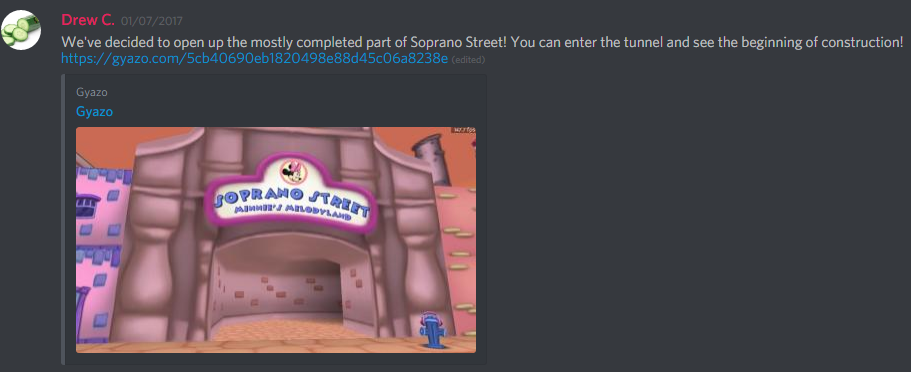 Drew C. 01/07/2017
We've decided to open up the mostly completed part of Soprano Street! You can enter the tunnel and see the beginning of construction!
https://gyazo.com/5cb40690eb1820498e88d45c06a8238e (edited)
Gyazo
Gyazo
SOPRANO STREET
MINNIE'S MELODYLAND